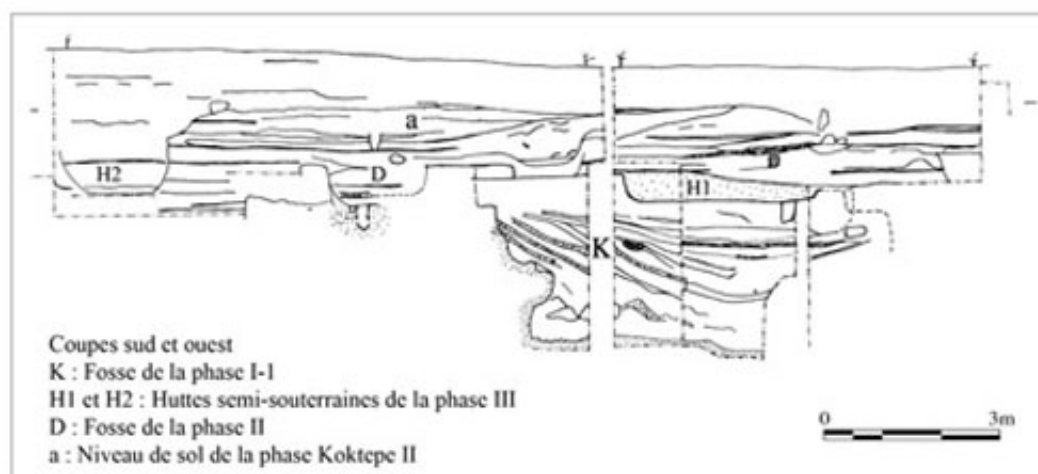 a
H2
D
D
H1
K
Coupes sud et ouest
K : Fosse de la phase I-1
H1 et H2 : Huttes semi-souterraines de la phase III
D : Fosse de la phase II
a : Niveau de sol de la phase Koktepe II
0 3m